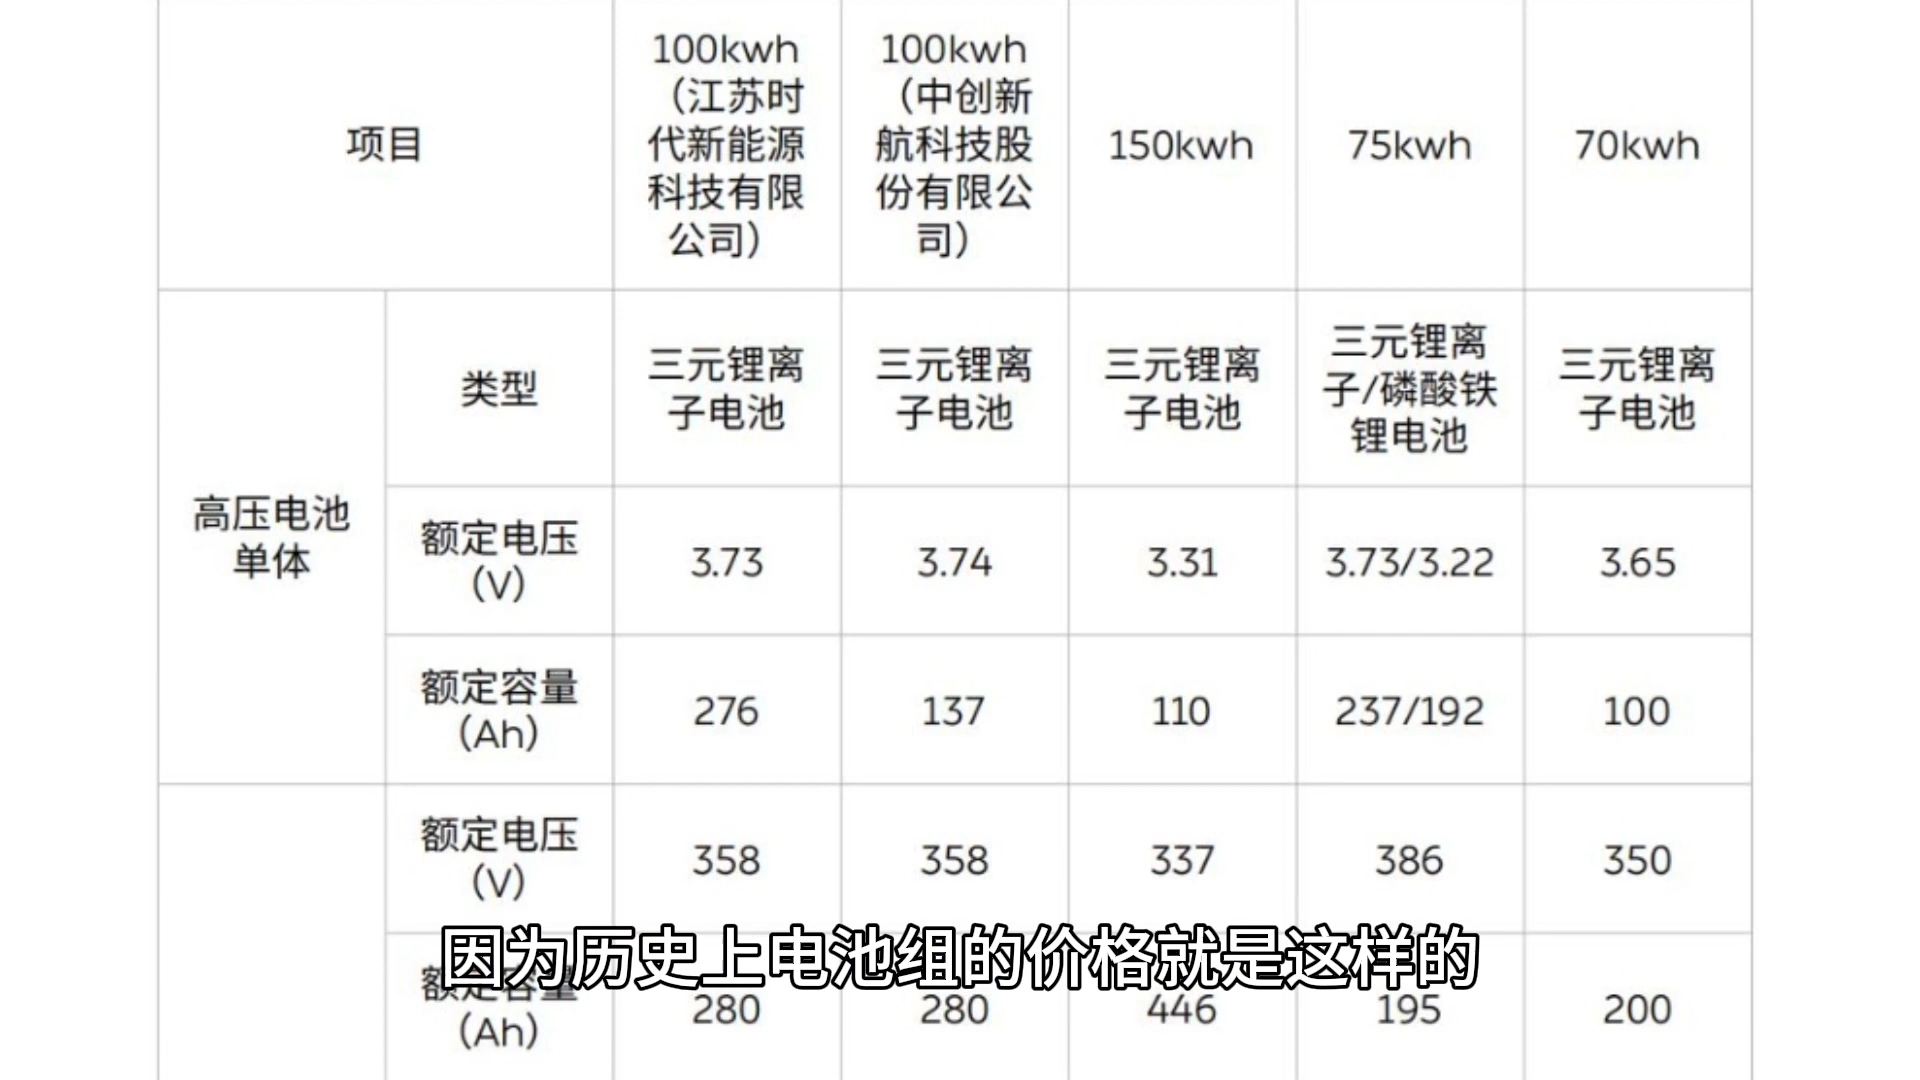 项目
100kwh
（江苏时
代新能源
科技有限
公司）
100kwh
（中创新
航科技股
份有限公
司）
150kwh
75kwh
70kwh
高压电池
单体
类型
三元锂离
子电池
三元锂离
子电池
三元锂离
子电池
三元锂离
子/磷酸铁
锂电池
三元锂离
子电池
额定电压
（V）
3.73
3.74
3.31
3.73/3.22
3.65
额定容量
（Ah）
276
137
110
237/192
100
额定电压
（V）
358
358
337
386
350
额定容量
（Ah）
280
280
446
195
200
因为历史上电池组的价格就是这样的